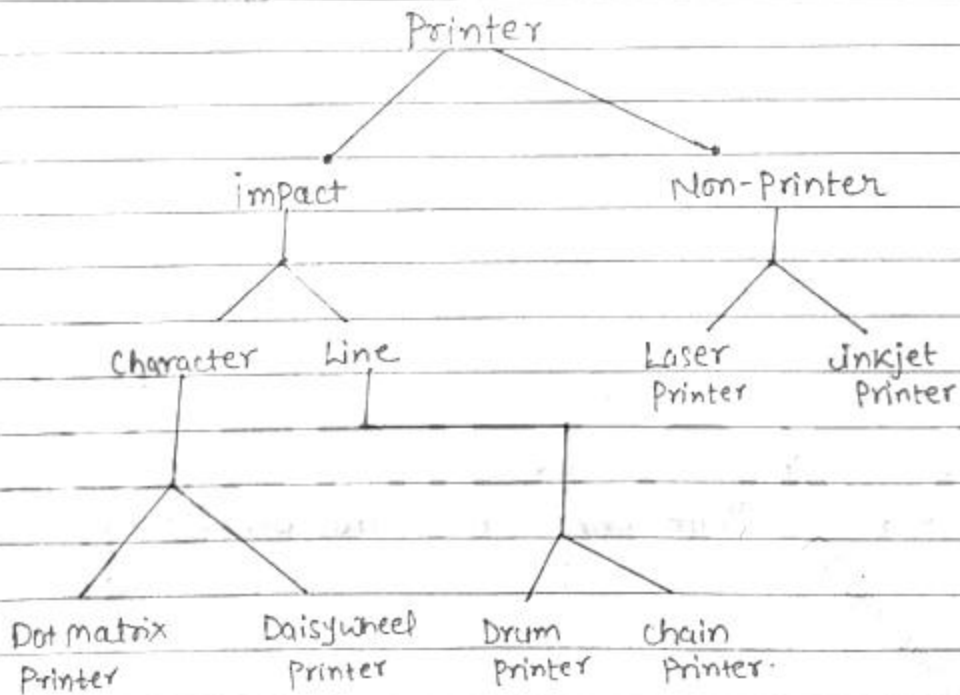 Printer
impact Non-Printer
Character Line Laser Printer inkjet Printer
Dot matrix Printer Daisywheel Printer Drum Printer chain Printer.